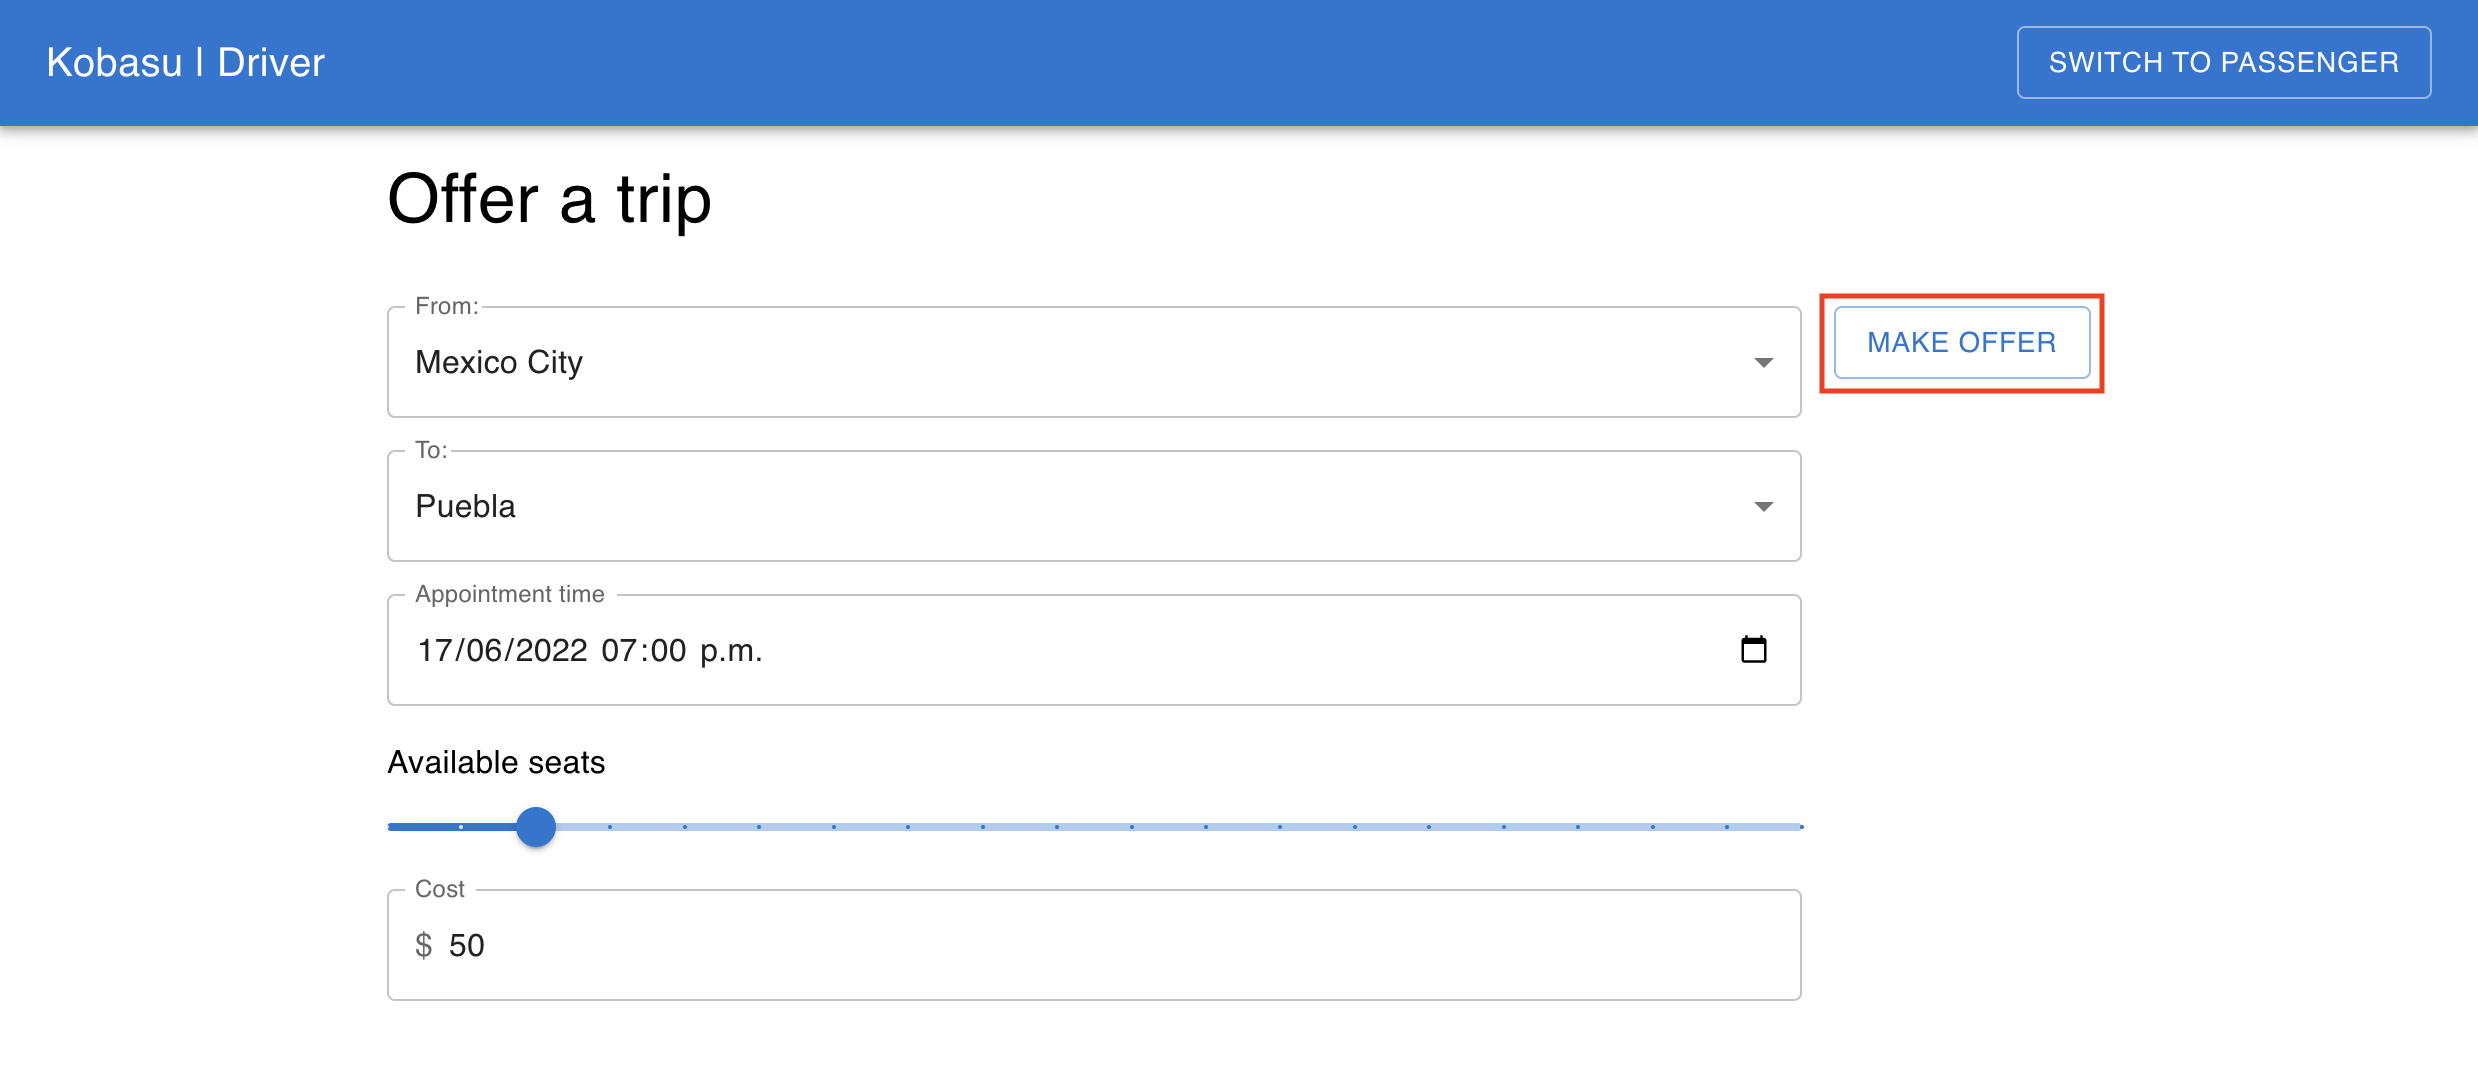 Kobasu | Driver
SWITCH TO PASSENGER
Offer a trip
From:
Mexico City
MAKE OFFER
To:
Puebla
Appointment time
17/06/2022 07:00 p.m.
Available seats
Cost
$ 50